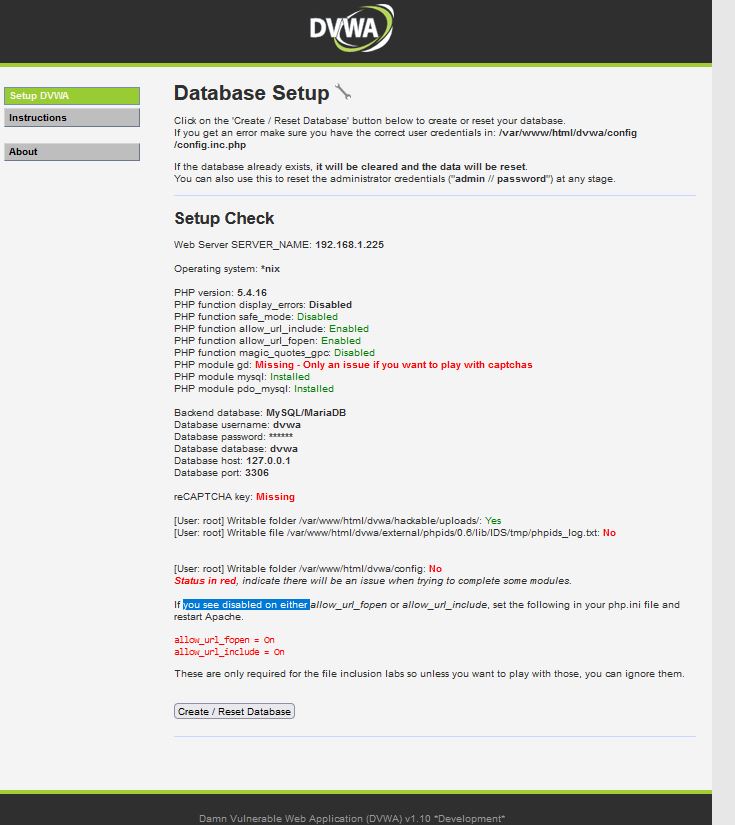 DVWA
Setup DVWA
Instructions
About
Database Setup
Click on the 'Create / Reset Database' button below to create or reset your database.
If you get an error make sure you have the correct user credentials in: /var/www/html/dvwa/config
/config.inc.php
If the database already exists, it will be cleared and the data will be reset.
You can also use this to reset the administrator credentials ("admin // password") at any stage.
Setup Check
Web Server SERVER_NAME: 192.168.1.225
Operating system: *nix
PHP version: 5.4.16
PHP function display_errors: Disabled
PHP function safe_mode: Disabled
PHP function allow_url_include: Enabled
PHP function allow_url_fopen: Enabled
PHP function magic_quotes_gpc: Disabled
PHP module gd: Missing - Only an issue if you want to play with captchas
PHP module mysql: Installed
PHP module pdo_mysql: Installed
Backend database: MySQL/MariaDB
Database username: dvwa
Database password: ******
Database database: dvwa
Database host: 127.0.0.1
Database port: 3306
reCAPTCHA key: Missing
[User: root] Writable folder /var/www/html/dvwa/hackable/uploads/: Yes
[User: root] Writable file /var/www/html/dvwa/external/phpids/0.6/lib/IDS/tmp/phpids_log.txt: No
[User: root] Writable folder /var/www/html/dvwa/config: No
Status in red, indicate there will be an issue when trying to complete some modules.
If you see disabled on either allow_url_fopen or allow_url_include, set the following in your php.ini file and
restart Apache.
allow_url_fopen = On
allow_url_include = On
These are only required for the file inclusion labs so unless you want to play with those, you can ignore them.
Create / Reset Database
Damn Vulnerable Web Application (DVWA) v1.10 *Development*